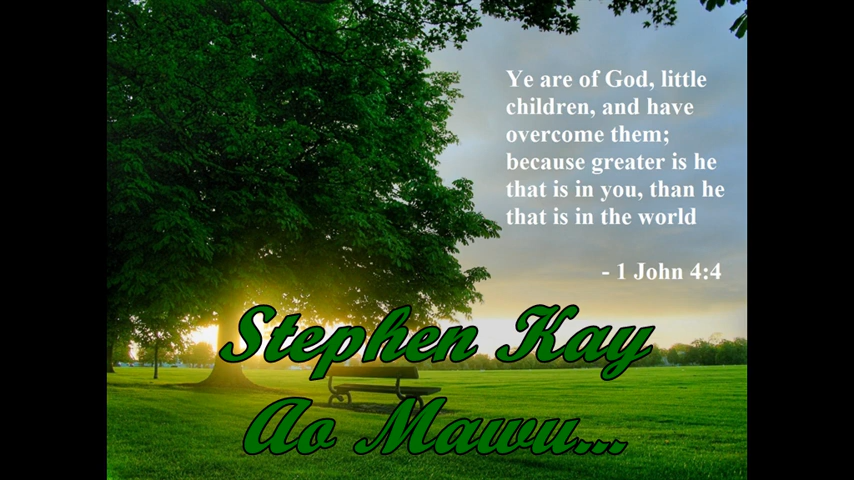 Ye are of God, little
children, and have
overcome them;
because greater is he
that is in you, than he
that is in the world
- 1 John 4:4
Stephen Kay
Ao Mawu...